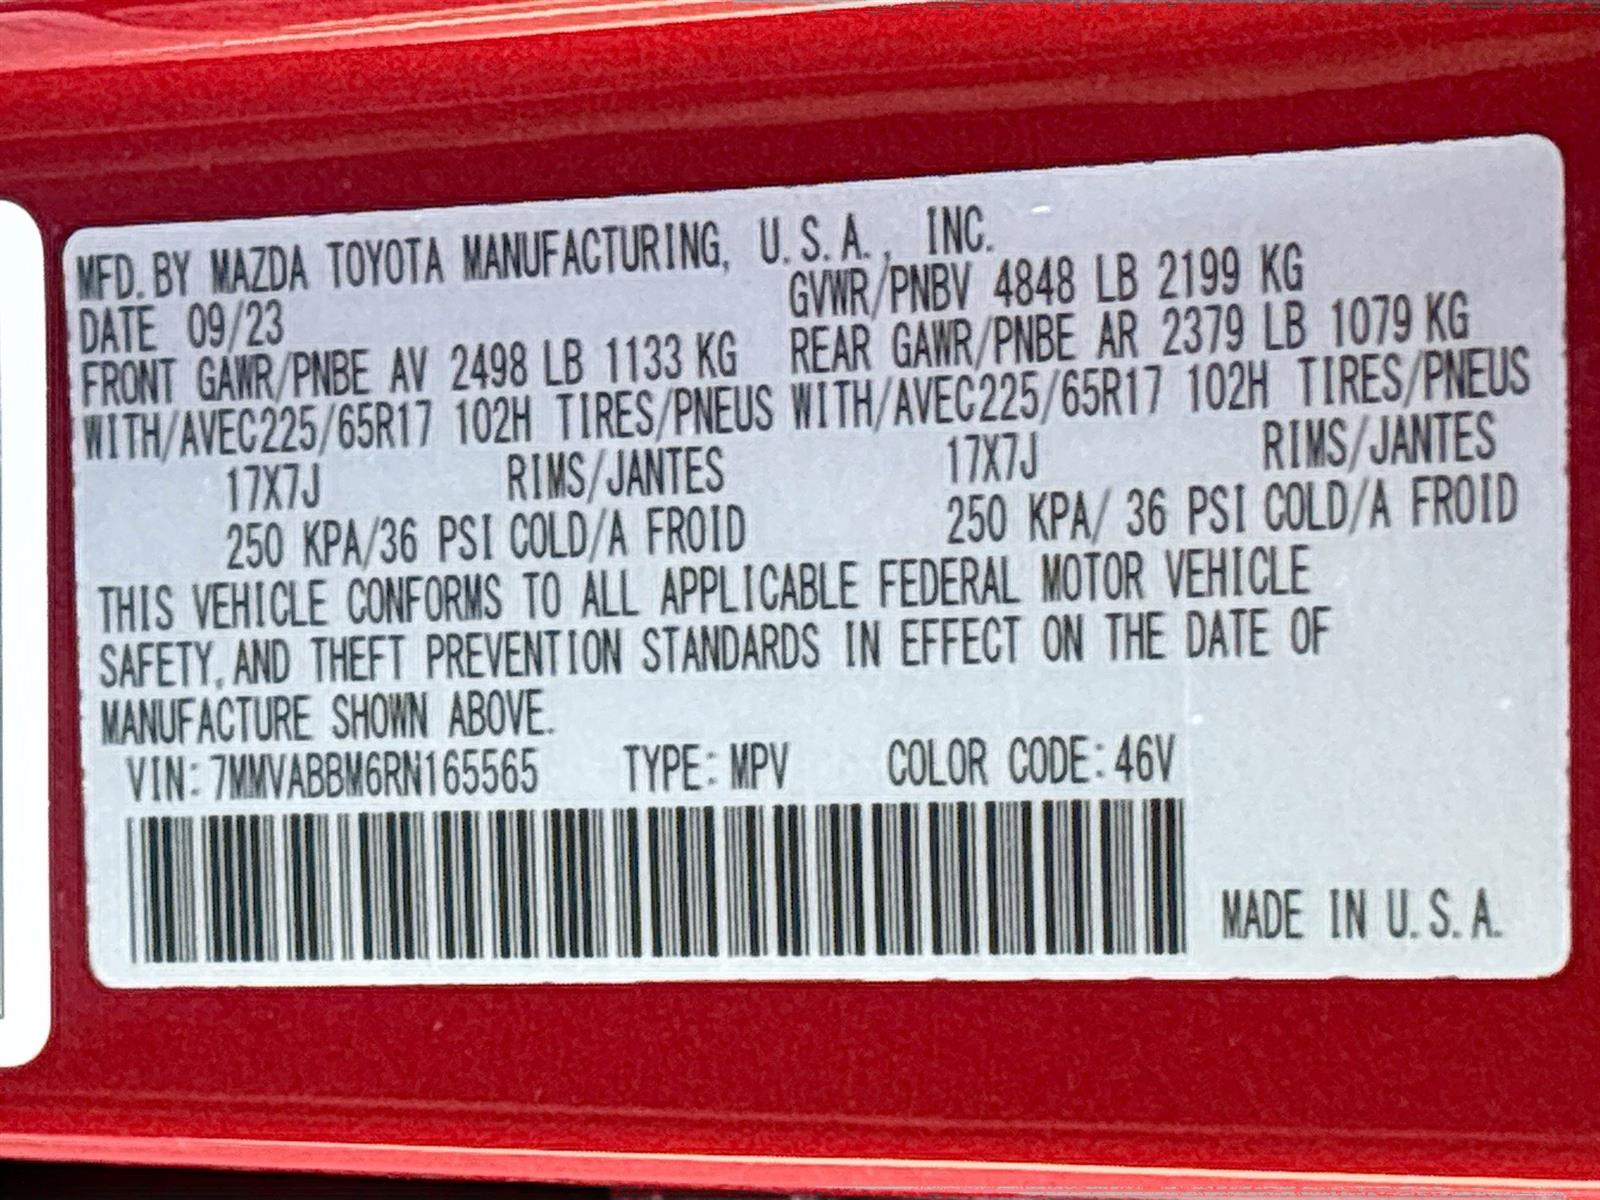 MFD. BY MAZDA TOYOTA MANUFACTURING, U.S.A., INC.
DATE 09/23 GVWR/PNBV 4848 LB 2199 KG
FRONT GAWR/PNBE AV 2498 LB 1133 KG REAR GAWR/PNBE AR 2379 LB 1079 KG
WITH/AVEC225/65R17 102H TIRES/PNEUS WITH/AVEC225/65R17 102H TIRES/PNEUS
17X7J RIMS/JANTES 17X7J RIMS/JANTES
250 KPA/36 PSI COLD/A FROID 250 KPA/ 36 PSI COLD/A FROID
THIS VEHICLE CONFORMS TO ALL APPLICABLE FEDERAL MOTOR VEHICLE
SAFETY, AND THEFT PREVENTION STANDARDS IN EFFECT ON THE DATE OF
MANUFACTURE SHOWN ABOVE.
VIN: 7MMVABBM6RN165565 TYPE: MPV COLOR CODE: 46V
MADE IN U.S.A.